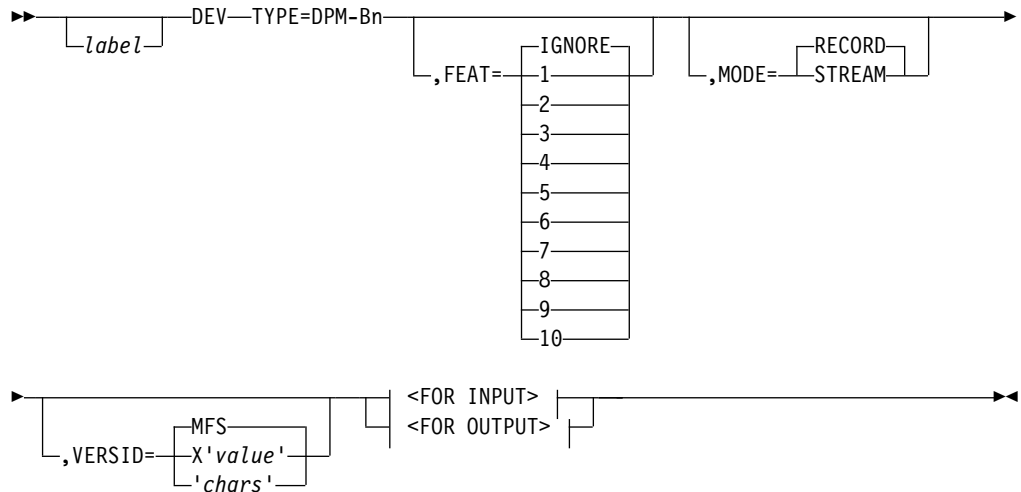 DEV TYPE=DPM-Bn
label
IGNORE
,FEAT= 1
2
3
4
5
6
7
8
9
10
RECORD
,MODE= STREAM
<FOR INPUT>
<FOR OUTPUT>
MFS
,VERSID= X'value'
'chars'